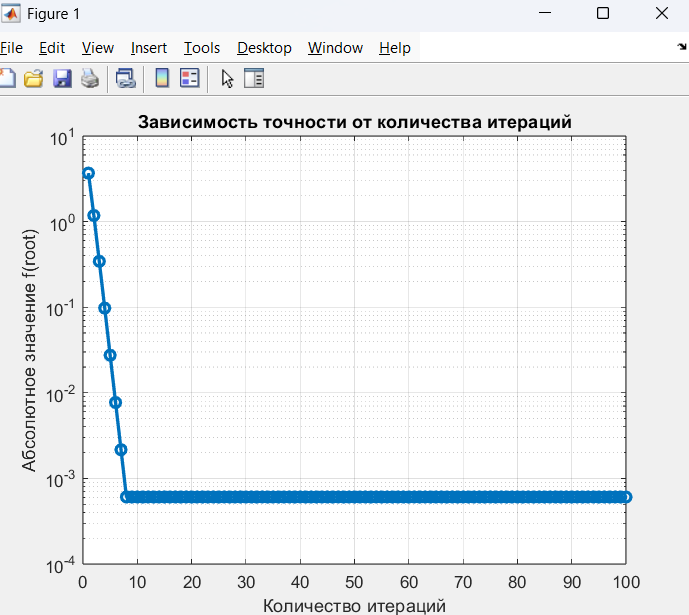 Figure 1
File Edit View Insert Tools Desktop Window Help
Зависимость точности от количества итераций
Абсолютное значение f(root)
10^1
10^0
10^-1
10^-2
10^-3
10^-4
0 10 20 30 40 50 60 70 80 90 100
Количество итераций